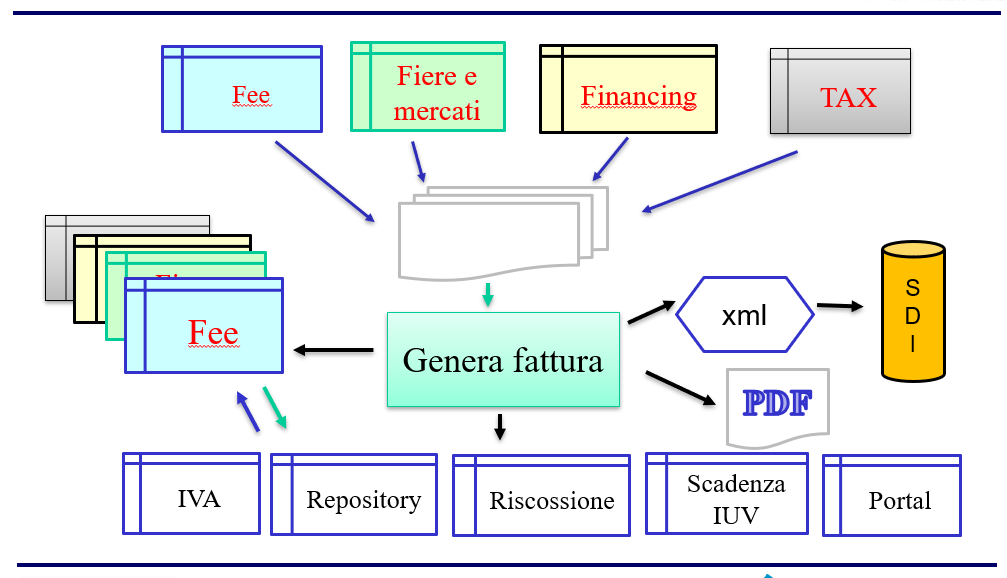 Fee
Fiere e
mercati
Financing
TAX
Fee
Genera fattura
xml
S
D
I
PDF
IVA
Repository
Riscossione
Scadenza
IUV
Portal